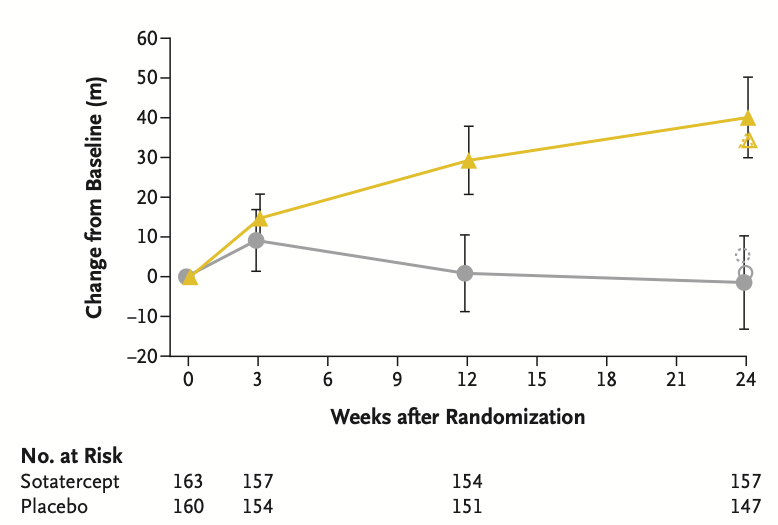 60
50
40
30
20
10
0
–10
–20
Change from Baseline (m)
0 3 6 9 12 15 18 21 24
Weeks after Randomization
No. at Risk
Sotatercept 163 157 154 157
Placebo 160 154 151 147